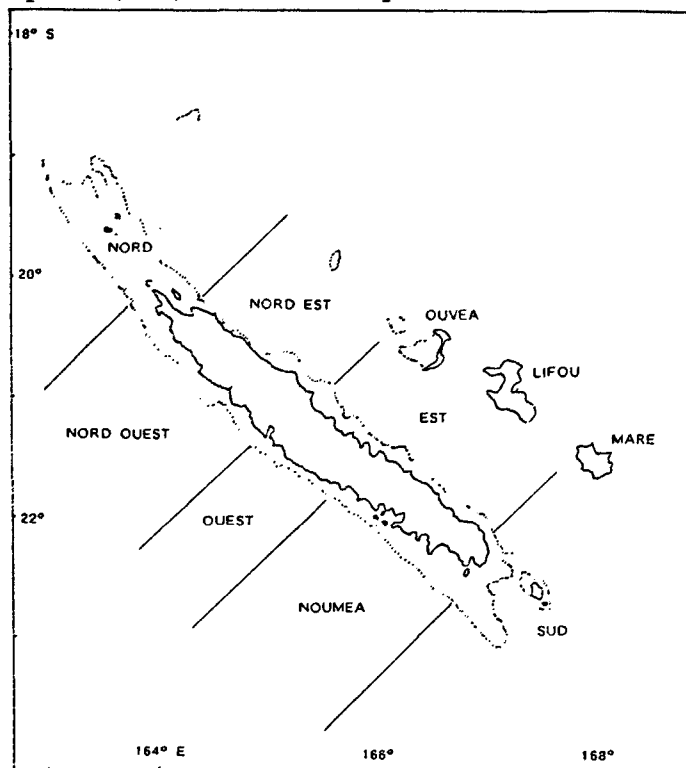 18° S
NORD
20°
NORD EST
OUVEA
LIFOU
EST
NORD OUEST
MARE
22°
OUEST
NOUMEA
SUD
164° E
166°
168°